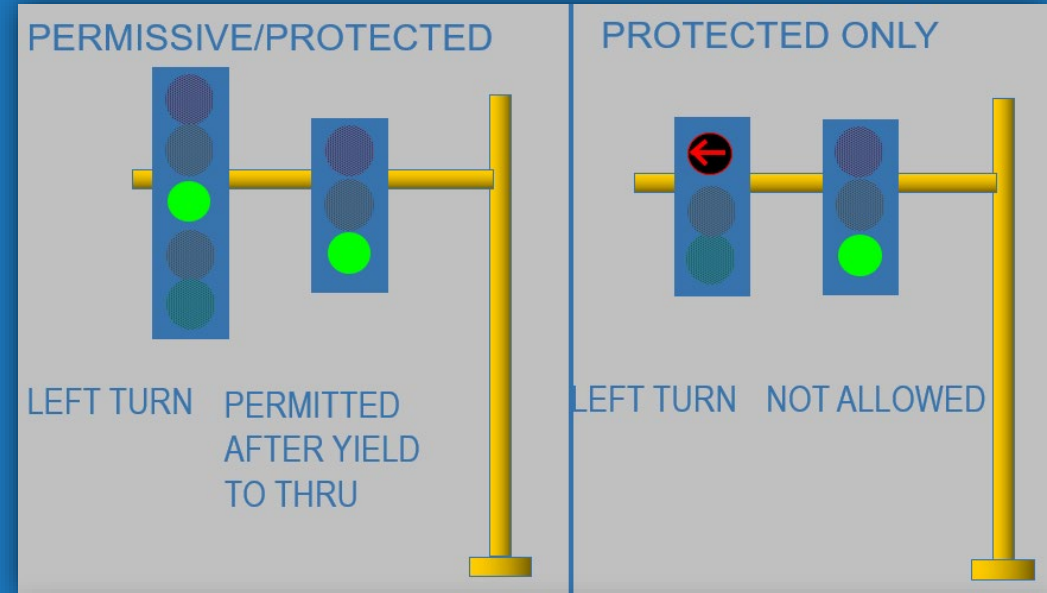 PERMISSIVE/PROTECTED
LEFT TURN
PERMITTED
AFTER YIELD
TO THRU
PROTECTED ONLY
LEFT TURN NOT ALLOWED